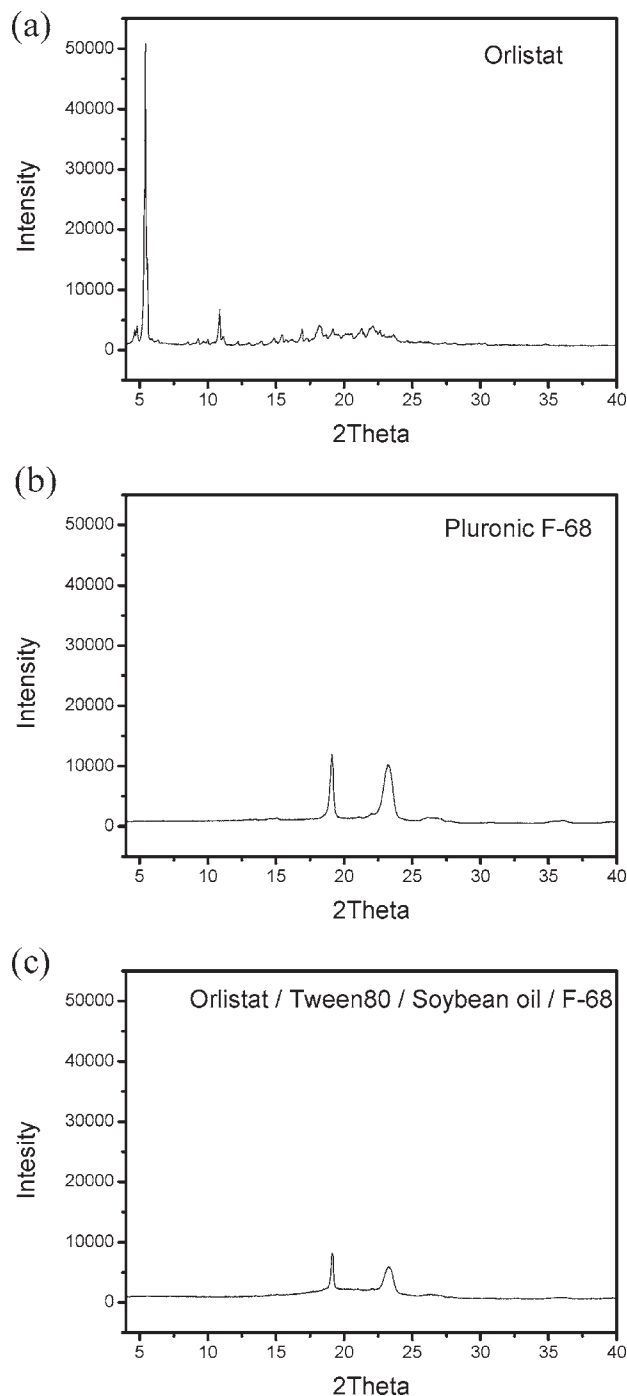 (a)
Orlistat
Intensity
50000
40000
30000
20000
10000
0
5 10 15 20 25 30 35 40
2Theta
(b)
Pluronic F-68
Intensity
50000
40000
30000
20000
10000
0
5 10 15 20 25 30 35 40
2Theta
(c)
Orlistat / Tween80 / Soybean oil / F-68
Intesity
50000
40000
30000
20000
10000
0
5 10 15 20 25 30 35 40
2Theta